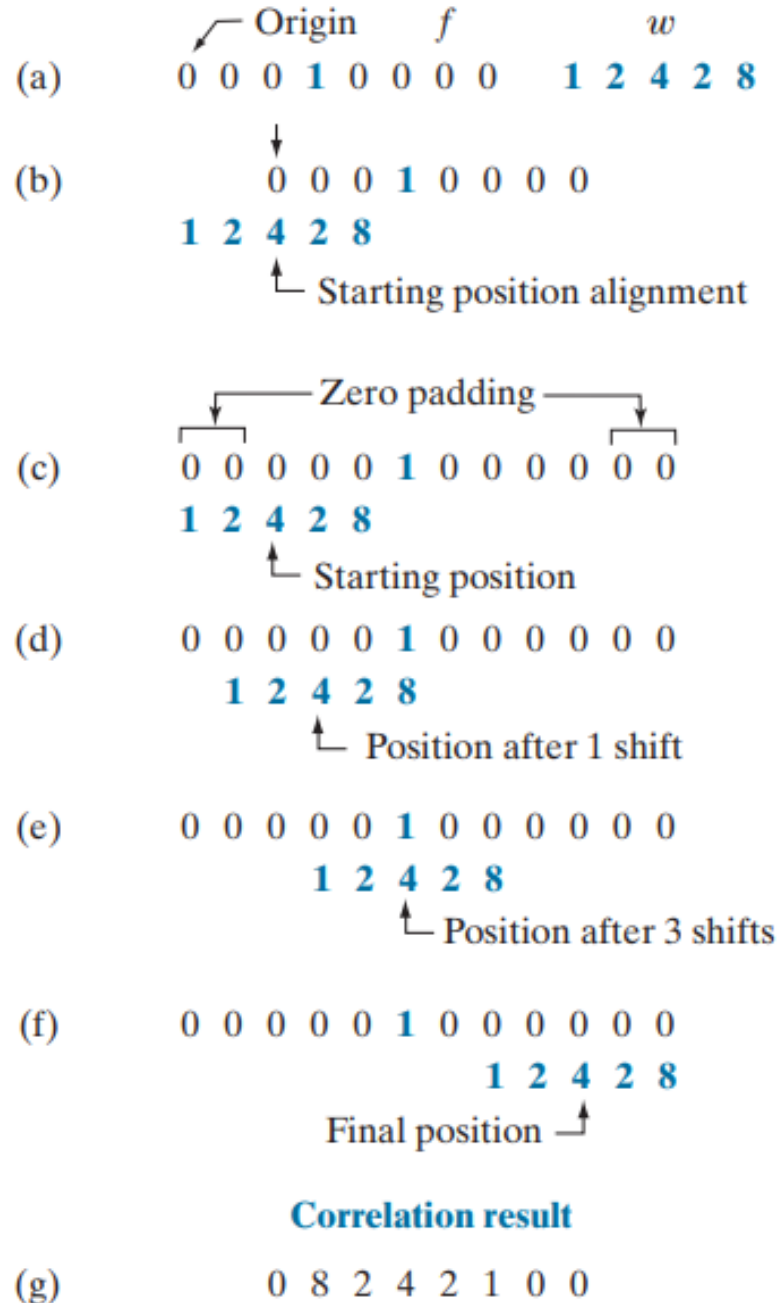 Origin f w
(a) 0 0 0 1 0 0 0 0 1 2 4 2 8
(b) 0 0 0 1 0 0 0 0
1 2 4 2 8
Starting position alignment
Zero padding
(c) 0 0 0 0 0 1 0 0 0 0 0 0
1 2 4 2 8
Starting position
(d) 0 0 0 0 0 1 0 0 0 0 0 0
1 2 4 2 8
Position after 1 shift
(e) 0 0 0 0 0 1 0 0 0 0 0 0
1 2 4 2 8
Position after 3 shifts
(f) 0 0 0 0 0 1 0 0 0 0 0 0
1 2 4 2 8
Final position
Correlation result
(g) 0 8 2 4 2 1 0 0